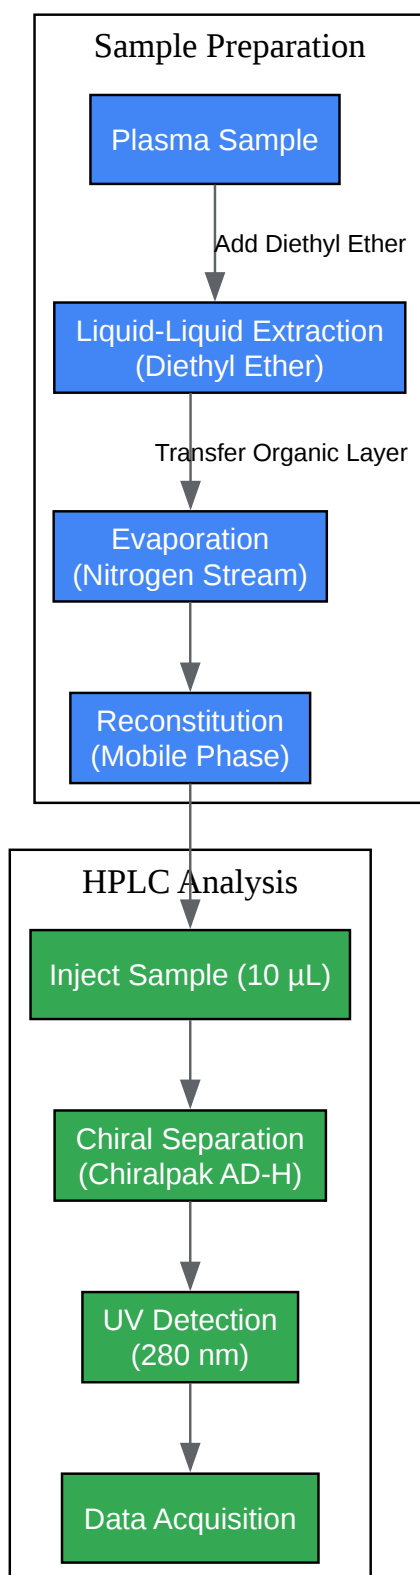 Sample Preparation
Plasma Sample
Add Diethyl Ether
Liquid-Liquid Extraction
(Diethyl Ether)
Transfer Organic Layer
Evaporation
(Nitrogen Stream)
Reconstitution
(Mobile Phase)
HPLC Analysis
Inject Sample (10 µL)
Chiral Separation
(Chiralpak AD-H)
UV Detection
(280 nm)
Data Acquisition